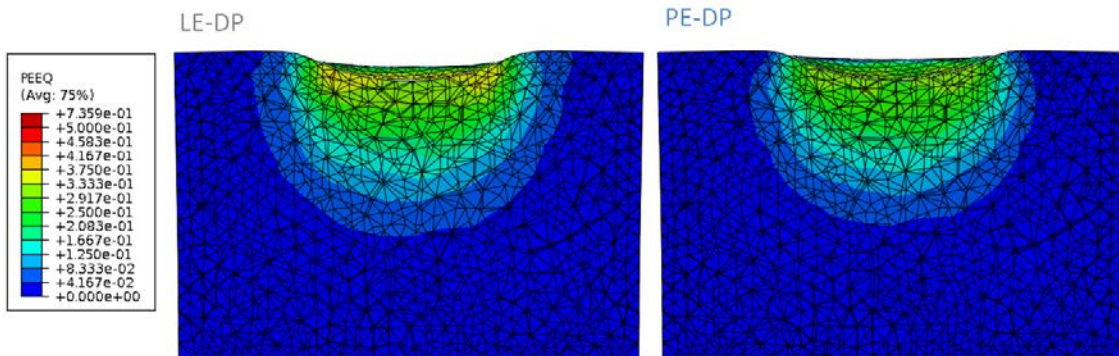 LE-DP
PE-DP
PEEQ
(Avg: 75%)
+7.359e-01
+5.000e-01
+4.583e-01
+4.167e-01
+3.750e-01
+3.333e-01
+2.917e-01
+2.500e-01
+2.083e-01
+1.667e-01
+1.250e-01
+8.333e-02
+4.167e-02
+0.000e+00